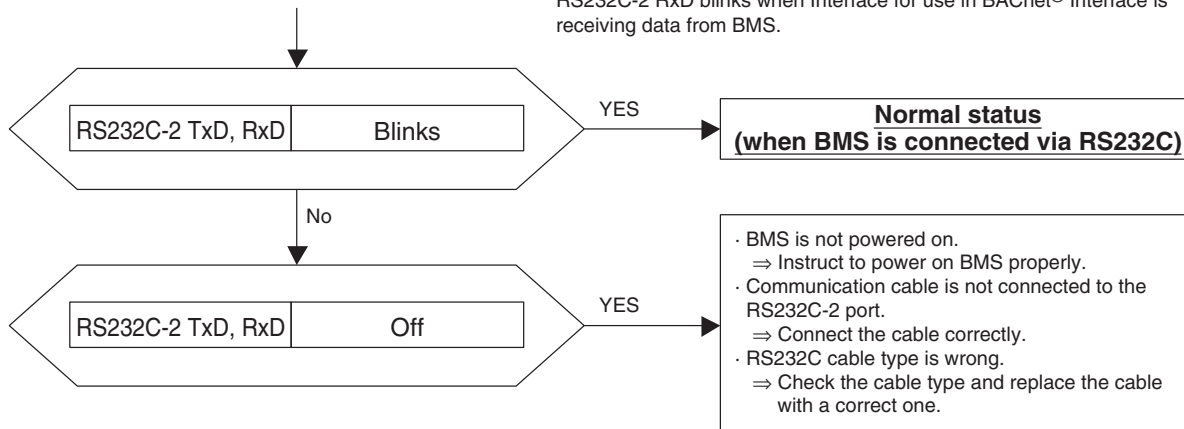 RS232C-2 RxD blinks when Interface for use in BACnet® Interface is
receiving data from BMS.
RS232C-2 TxD, RxD Blinks
YES
Normal status
(when BMS is connected via RS232C)
No
RS232C-2 TxD, RxD Off
YES
· BMS is not powered on.
⇒ Instruct to power on BMS properly.
· Communication cable is not connected to the
RS232C-2 port.
⇒ Connect the cable correctly.
· RS232C cable type is wrong.
⇒ Check the cable type and replace the cable
with a correct one.